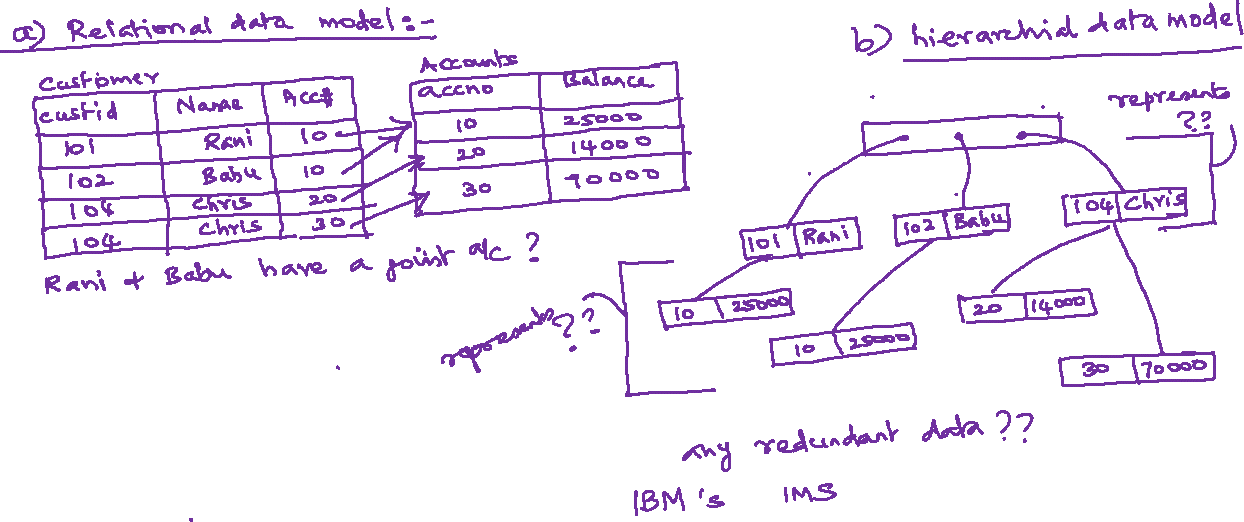 a) Relational data model:-
Customer
custid Name Acc#
101 Rani 10
102 Babu 10
104 Chris 20
104 Chris 30
Accounts
accno Balance
10 25000
20 14000
30 90000
Rani & Babu have a joint a/c ?
b) hierarchial data model
represents
??
101 Rani
102 Babu
104 Chris
10 25000
10 25000
20 14000
30 70000
represents ??
any redundant data ??
IBM's IMS